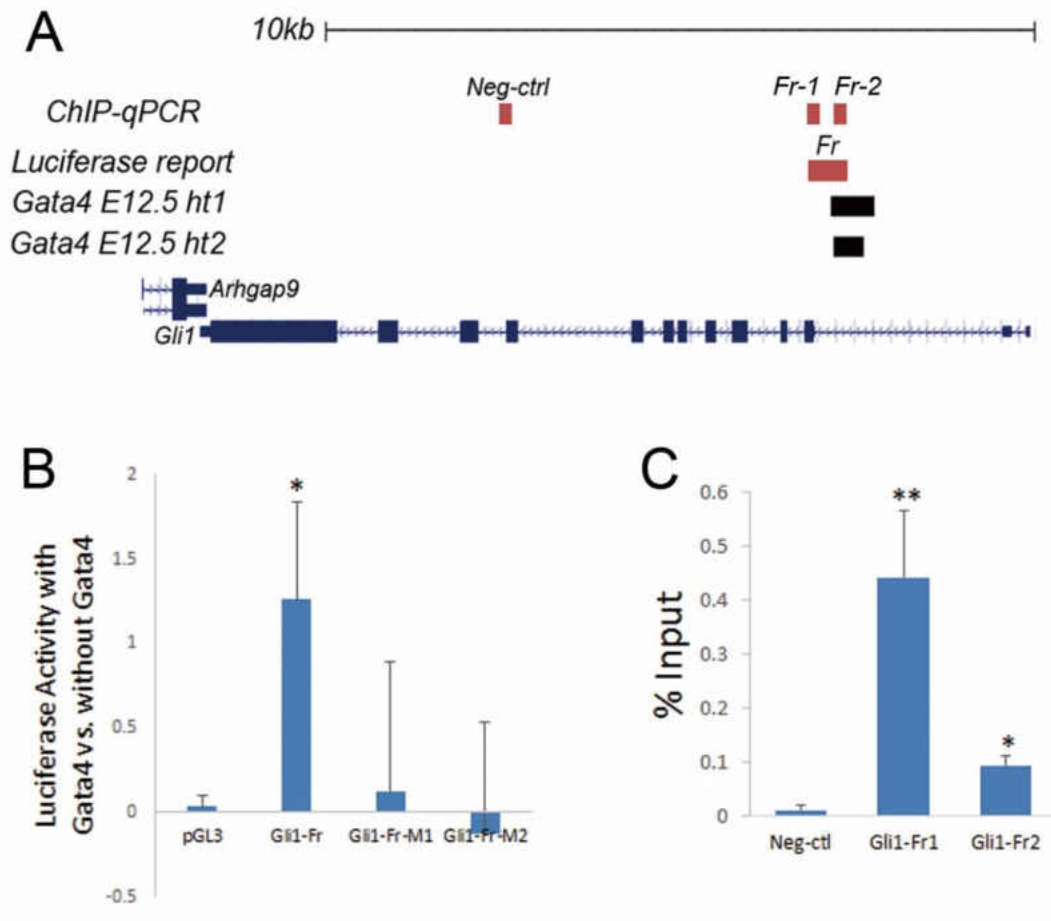 A
10kb
Neg-ctrl Fr-1 Fr-2
ChIP-qPCR
Fr
Luciferase report
Gata4 E12.5 ht1
Gata4 E12.5 ht2
Arhgap9
Gli1
B
Luciferase Activity with
Gata4 vs. without Gata4
2
1.5
1
0.5
0
-0.5
*
pGL3 Gli1-Fr Gli1-Fr-M1 Gli1-Fr-M2
C
% Input
0.6
0.5
0.4
0.3
0.2
0.1
0
**
*
Neg-ctl Gli1-Fr1 Gli1-Fr2